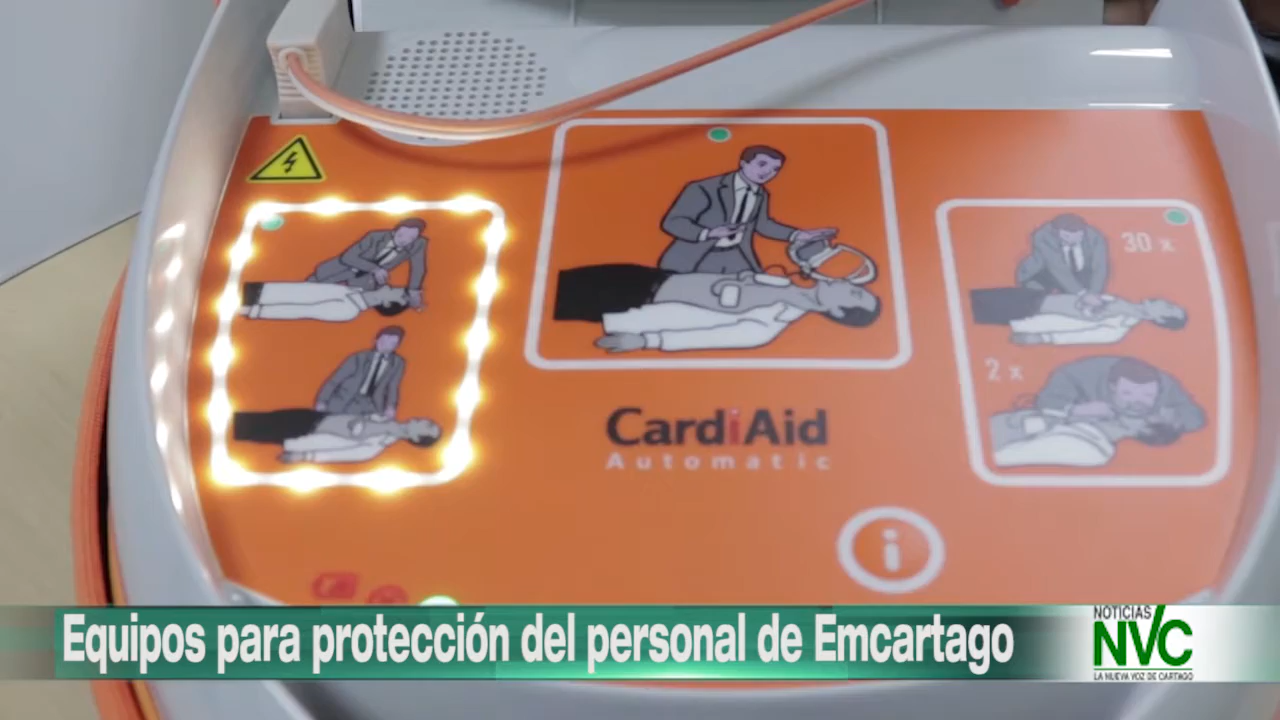 30 x
2 x
CardiAid
Automatic
i
Equipos para protección del personal de Emcartago
NOTICIAS
NVC
LA NUEVA VOZ DE CARTAGO